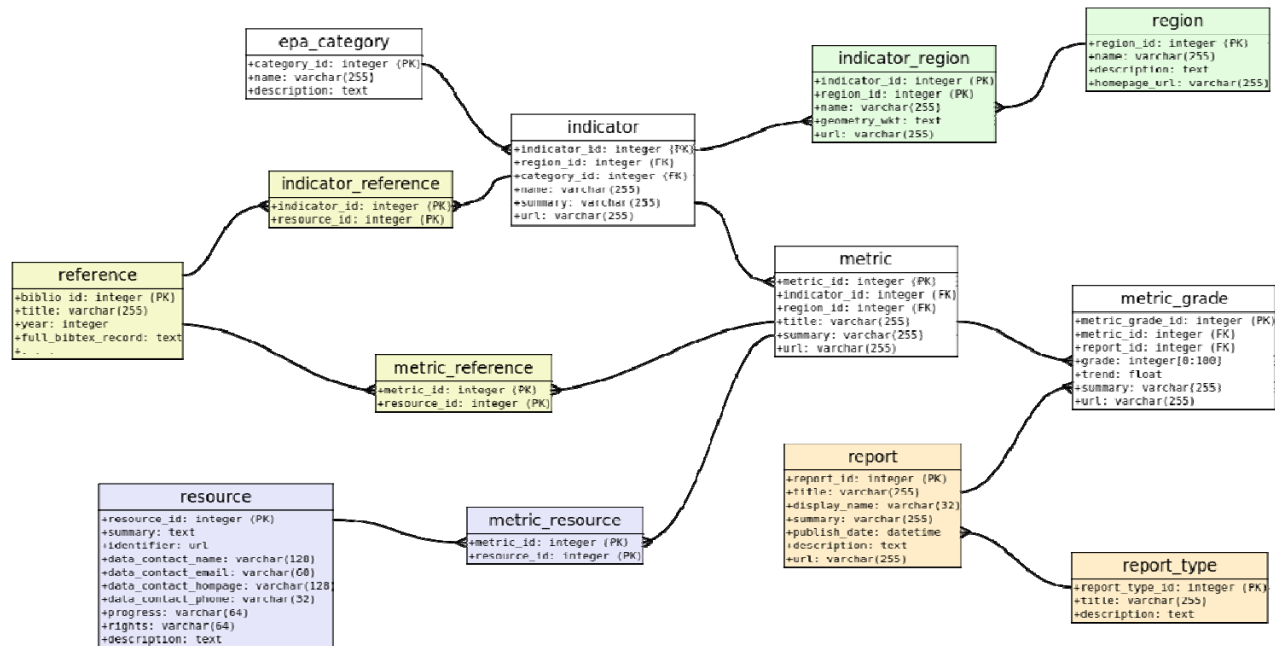 epa_category
+category_id: integer (PK)
+name: varchar(255)
+description: text
region
+region_id: integer (PK)
+name: varchar(255)
+description: text
+homepage_url: varchar(255)
indicator_region
+indicator_id: integer (PK)
+region_id: integer (PK)
+name: varchar(255)
+geometry_wkt: text
+url: varchar(255)
indicator
+indicator_id: integer (PK)
+region_id: integer (FK)
+category_id: integer (FK)
+name: varchar(255)
+summary: varchar(255)
+url: varchar(255)
indicator_reference
+indicator_id: integer (PK)
+resource_id: integer (PK)
reference
+biblio_id: integer (PK)
+title: varchar(255)
+year: integer
+full_bibtex_record: text
+. . .
metric
+metric_id: integer (PK)
+indicator_id: integer (FK)
+region_id: integer (FK)
+title: varchar(255)
+summary: varchar(255)
+url: varchar(255)
metric_grade
+metric_grade_id: integer (PK)
+metric_id: integer (FK)
+report_id: integer (FK)
+grade: integer[0:100]
+trend: float
+summary: varchar(255)
+url: varchar(255)
metric_reference
+metric_id: integer (PK)
+resource_id: integer (PK)
report
+report_id: integer (PK)
+title: varchar(255)
+display_name: varchar(32)
+summary: varchar(255)
+publish_date: datetime
+description: text
+url: varchar(255)
resource
+resource_id: integer (PK)
+summary: text
+identifier: url
+data_contact_name: varchar(128)
+data_contact_email: varchar(60)
+data_contact_hompage: varchar(128)
+data_contact_phone: varchar(32)
+progress: varchar(64)
+rights: varchar(64)
+description: text
metric_resource
+metric_id: integer (PK)
+resource_id: integer (PK)
report_type
+report_type_id: integer (PK)
+title: varchar(255)
+description: text